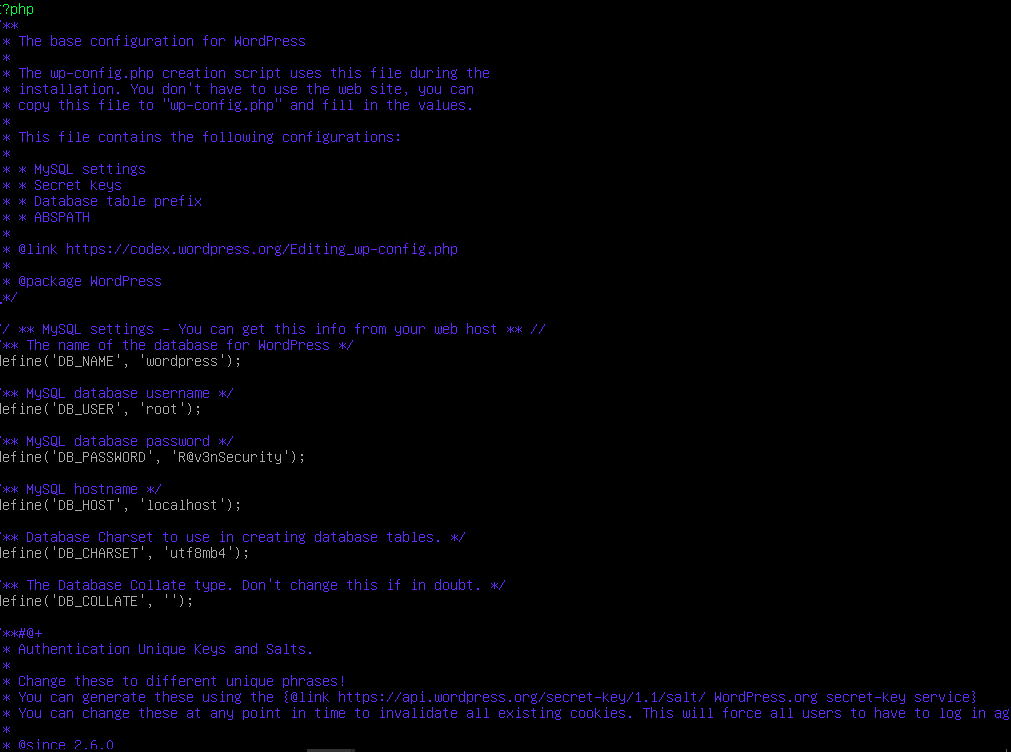 ?php
/**
* The base configuration for WordPress
*
* The wp-config.php creation script uses this file during the
* installation. You don't have to use the web site, you can
* copy this file to "wp-config.php" and fill in the values.
*
* This file contains the following configurations:
*
* * MySQL settings
* * Secret keys
* * Database table prefix
* * ABSPATH
*
* @link https://codex.wordpress.org/Editing_wp-config.php
*
* @package WordPress
*/
// ** MySQL settings - You can get this info from your web host ** //
/** The name of the database for WordPress */
define('DB_NAME', 'wordpress');
/** MySQL database username */
define('DB_USER', 'root');
/** MySQL database password */
define('DB_PASSWORD', 'R@v3nSecurity');
/** MySQL hostname */
define('DB_HOST', 'localhost');
/** Database Charset to use in creating database tables. */
define('DB_CHARSET', 'utf8mb4');
/** The Database Collate type. Don't change this if in doubt. */
define('DB_COLLATE', '');
/**#@+
* Authentication Unique Keys and Salts.
*
* Change these to different unique phrases!
* You can generate these using the {@link https://api.wordpress.org/secret-key/1.1/salt/ WordPress.org secret-key service}
* You can change these at any point in time to invalidate all existing cookies. This will force all users to have to log in ag
*
* @since 2.6.0